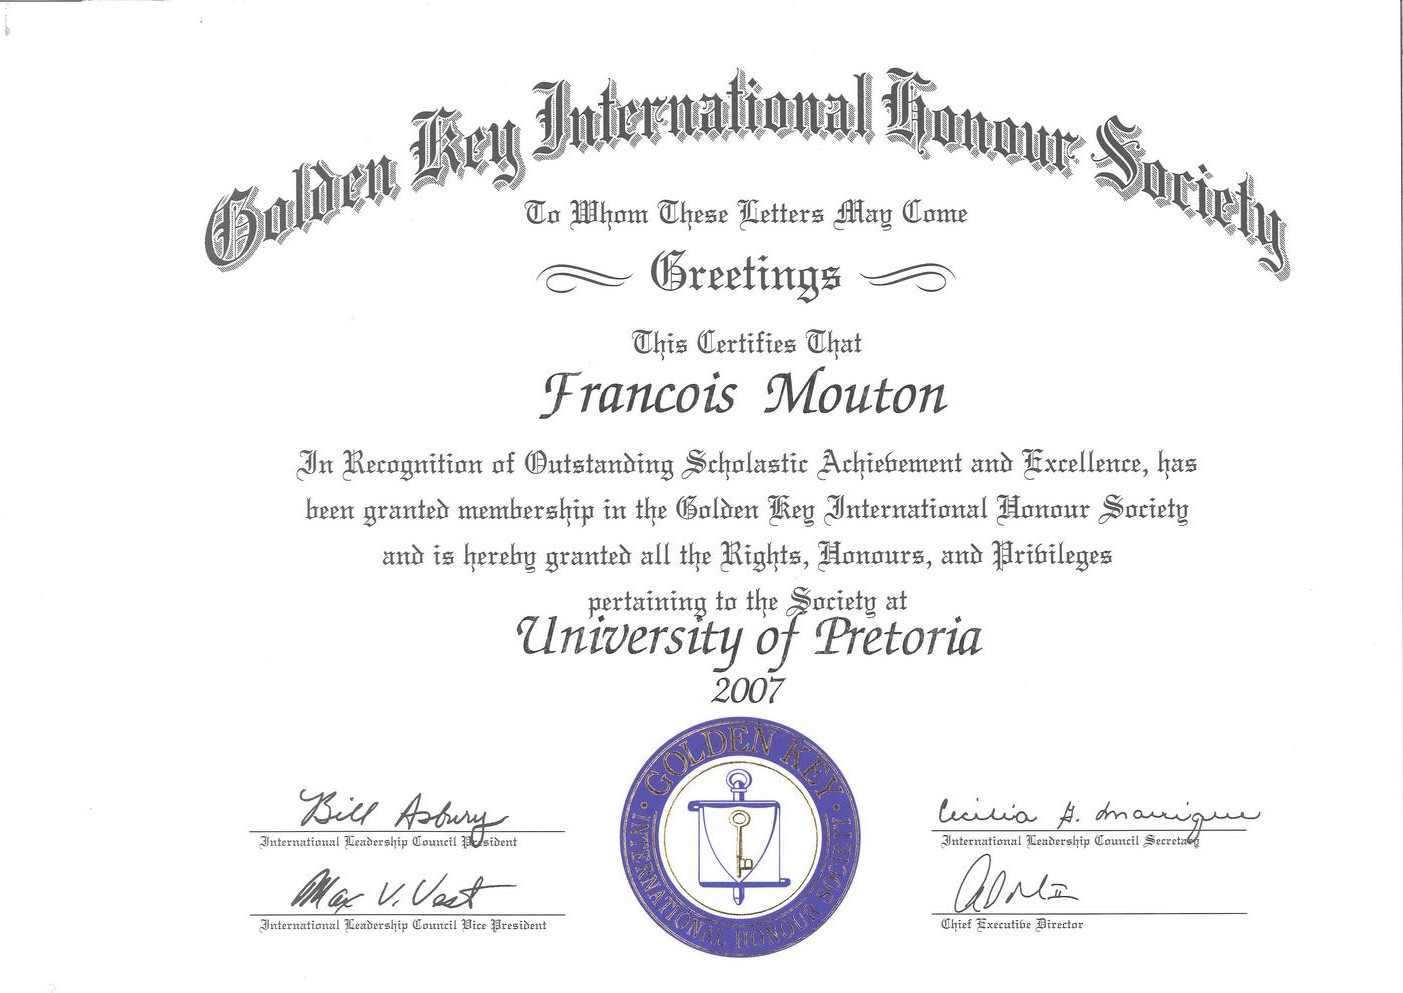 Golden Key International Honour Society
To Whom These Letters May Come
Greetings
This Certifies That
Francois Mouton
In Recognition of Outstanding Scholastic Achievement and Excellence, has
been granted membership in the Golden Key International Honour Society
and is hereby granted all the Rights, Honours, and Privileges
pertaining to the Society at
University of Pretoria
2007
GOLDEN KEY
INTERNATIONAL HONOUR SOCIETY
Bill Asbury
International Leadership Council President
Max V. Vest
International Leadership Council Vice President
Cecilia G. Manrique
International Leadership Council Secretary
Chief Executive Director